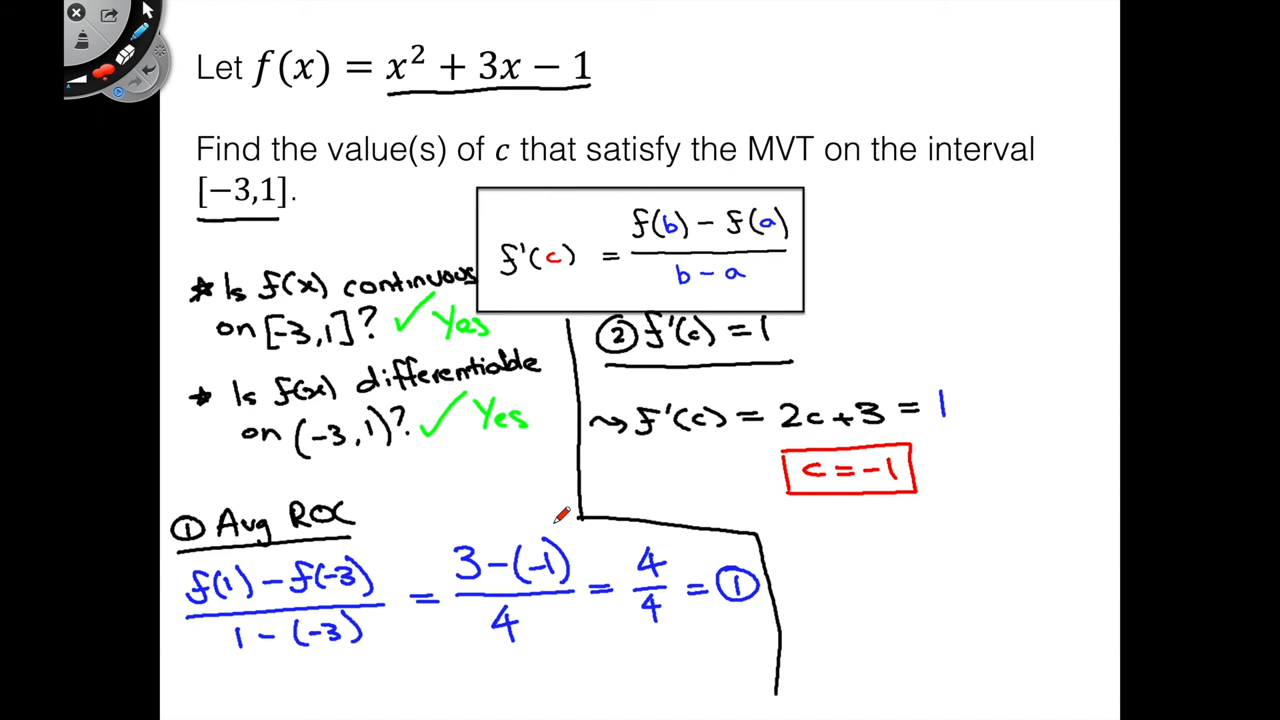 Let f(x) = x² + 3x − 1
Find the value(s) of c that satisfy the MVT on the interval
[−3,1].
f'(c) = (f(b) − f(a)) / (b − a)
* Is f(x) continuous
on [-3,1]? ✓ Yes
* Is f(x) differentiable
on (-3,1)? ✓ Yes
② f'(c) = 1
⇝ f'(c) = 2c + 3 = 1
c = -1
① Avg ROC
(f(1) − f(-3)) / (1 − (-3)) = (3 − (-1)) / 4 = 4/4 = ①